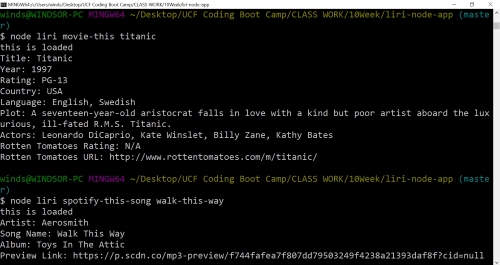 MINGW64:/c/Users/winds/Desktop/UCF Coding Boot Camp/CLASS WORK/10Week/liri-node-app
winds@WINDSOR-PC MINGW64 ~/Desktop/UCF Coding Boot Camp/CLASS WORK/10Week/liri-node-app (maste
r)
$ node liri movie-this titanic
this is loaded
Title: Titanic
Year: 1997
Rating: PG-13
Country: USA
Language: English, Swedish
Plot: A seventeen-year-old aristocrat falls in love with a kind but poor artist aboard the lux
urious, ill-fated R.M.S. Titanic.
Actors: Leonardo DiCaprio, Kate Winslet, Billy Zane, Kathy Bates
Rotten Tomatoes Rating: N/A
Rotten Tomatoes URL: http://www.rottentomatoes.com/m/titanic/
winds@WINDSOR-PC MINGW64 ~/Desktop/UCF Coding Boot Camp/CLASS WORK/10Week/liri-node-app (maste
r)
$ node liri spotify-this-song walk-this-way
this is loaded
Artist: Aerosmith
Song Name: Walk This Way
Album: Toys In The Attic
Preview Link: https://p.scdn.co/mp3-preview/f744fafea7f807dd79503249f4238a21393daf8f?cid=null